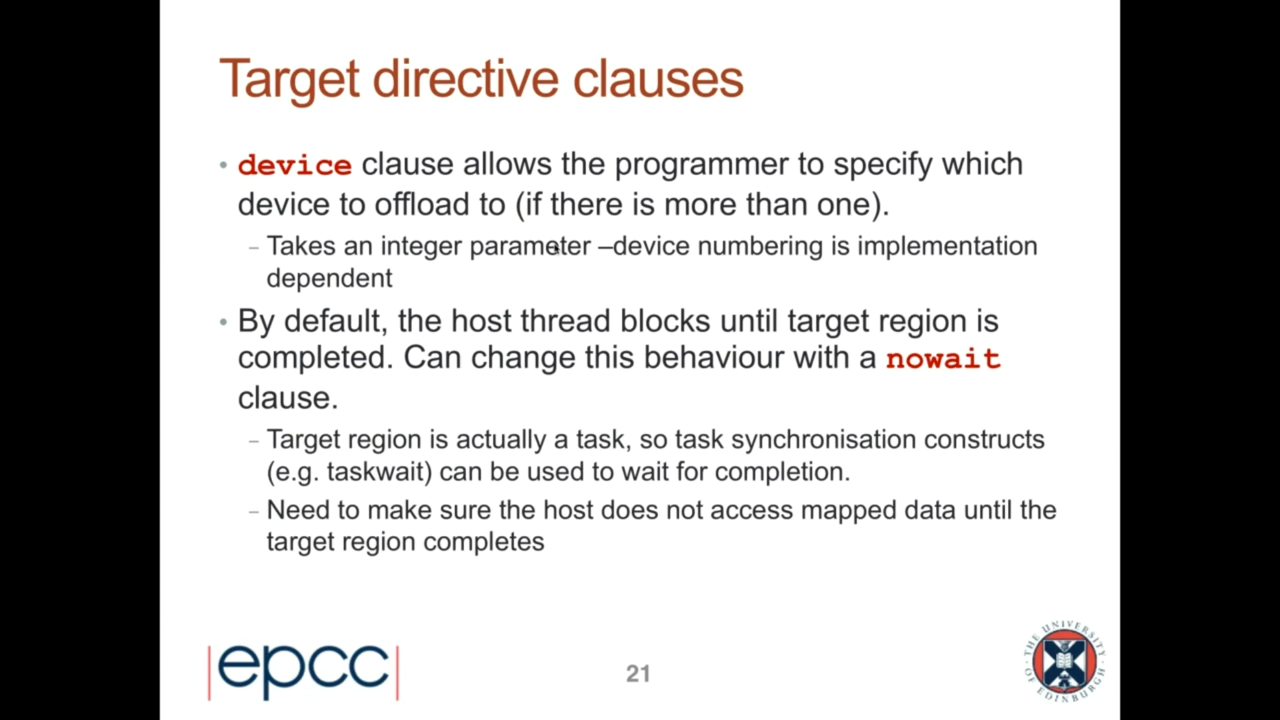 Target directive clauses
• device clause allows the programmer to specify which
device to offload to (if there is more than one).
– Takes an integer parameter –device numbering is implementation
dependent
• By default, the host thread blocks until target region is
completed. Can change this behaviour with a nowait
clause.
– Target region is actually a task, so task synchronisation constructs
(e.g. taskwait) can be used to wait for completion.
– Need to make sure the host does not access mapped data until the
target region completes
|epcc|
21
THE UNIVERSITY
OF EDINBURGH